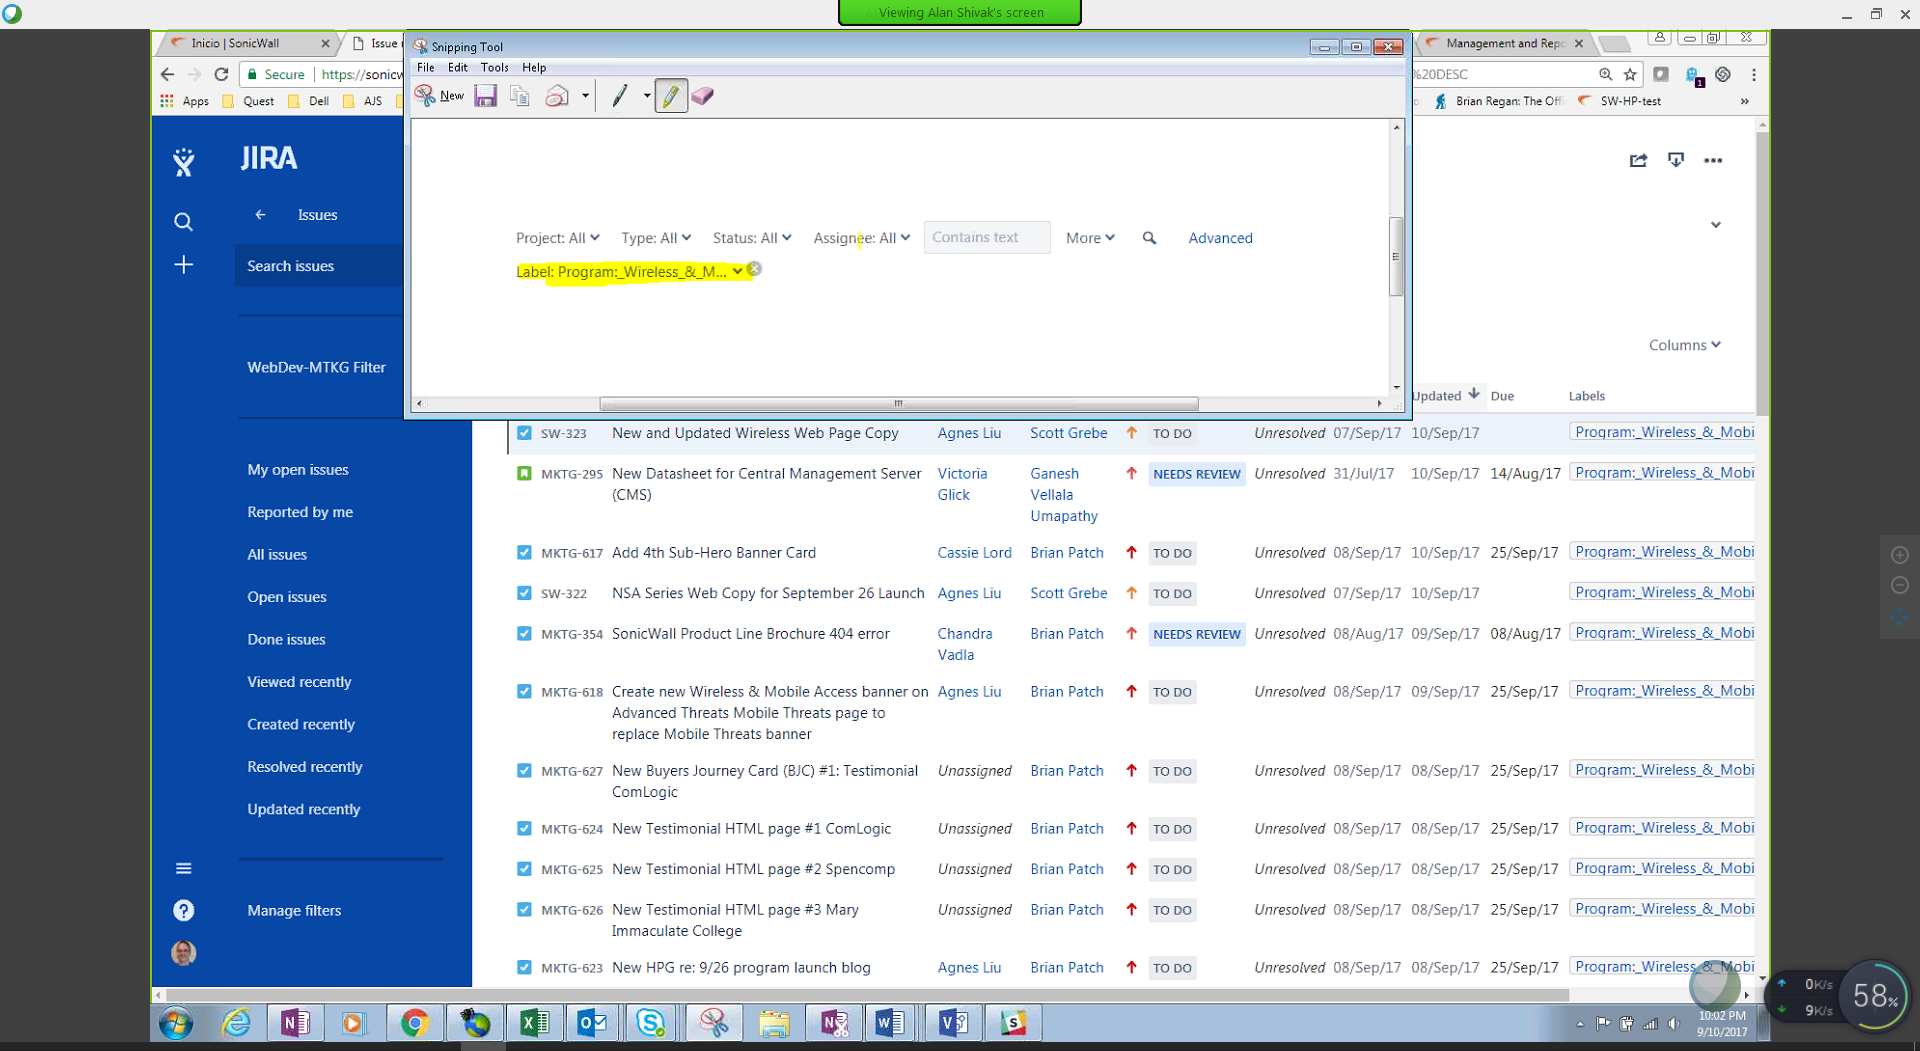 Viewing Alan Shivak's screen
Inicio | SonicWall
Issue
Snipping Tool
Management and Repo
Secure
https://sonicw
File Edit Tools Help
%20DESC
Apps Quest Dell AJS
New
Brian Regan: The Offi
SW-HP-test
JIRA
Issues
Search issues
WebDev-MTKG Filter
My open issues
Reported by me
All issues
Open issues
Done issues
Viewed recently
Created recently
Resolved recently
Updated recently
Manage filters
Project: All Type: All Status: All Assignee: All Contains text More Advanced
Label: Program:_Wireless_&_M...
Columns
Updated Due Labels
SW-323 New and Updated Wireless Web Page Copy Agnes Liu Scott Grebe TO DO Unresolved 07/Sep/17 10/Sep/17 Program:_Wireless_&_Mobi
MKTG-295 New Datasheet for Central Management Server Victoria Ganesh NEEDS REVIEW Unresolved 31/Jul/17 10/Sep/17 14/Aug/17 Program:_Wireless_&_Mobi
(CMS) Glick Vellala
Umapathy
MKTG-617 Add 4th Sub-Hero Banner Card Cassie Lord Brian Patch TO DO Unresolved 08/Sep/17 10/Sep/17 25/Sep/17 Program:_Wireless_&_Mobi
SW-322 NSA Series Web Copy for September 26 Launch Agnes Liu Scott Grebe TO DO Unresolved 07/Sep/17 10/Sep/17 Program:_Wireless_&_Mobi
MKTG-354 SonicWall Product Line Brochure 404 error Chandra Brian Patch NEEDS REVIEW Unresolved 08/Aug/17 09/Sep/17 08/Aug/17 Program:_Wireless_&_Mobi
Vadla
MKTG-618 Create new Wireless & Mobile Access banner on Agnes Liu Brian Patch TO DO Unresolved 08/Sep/17 09/Sep/17 25/Sep/17 Program:_Wireless_&_Mobi
Advanced Threats Mobile Threats page to
replace Mobile Threats banner
MKTG-627 New Buyers Journey Card (BJC) #1: Testimonial Unassigned Brian Patch TO DO Unresolved 08/Sep/17 08/Sep/17 25/Sep/17 Program:_Wireless_&_Mobi
ComLogic
MKTG-624 New Testimonial HTML page #1 ComLogic Unassigned Brian Patch TO DO Unresolved 08/Sep/17 08/Sep/17 25/Sep/17 Program:_Wireless_&_Mobi
MKTG-625 New Testimonial HTML page #2 Spencomp Unassigned Brian Patch TO DO Unresolved 08/Sep/17 08/Sep/17 25/Sep/17 Program:_Wireless_&_Mobi
MKTG-626 New Testimonial HTML page #3 Mary Unassigned Brian Patch TO DO Unresolved 08/Sep/17 08/Sep/17 25/Sep/17 Program:_Wireless_&_Mobi
Immaculate College
MKTG-623 New HPG re: 9/26 program launch blog Agnes Liu Brian Patch TO DO Unresolved 08/Sep/17 08/Sep/17 25/Sep/17 Program:_Wireless_&_Mobi
0K/s
9K/s
58%
10:02 PM
9/10/2017